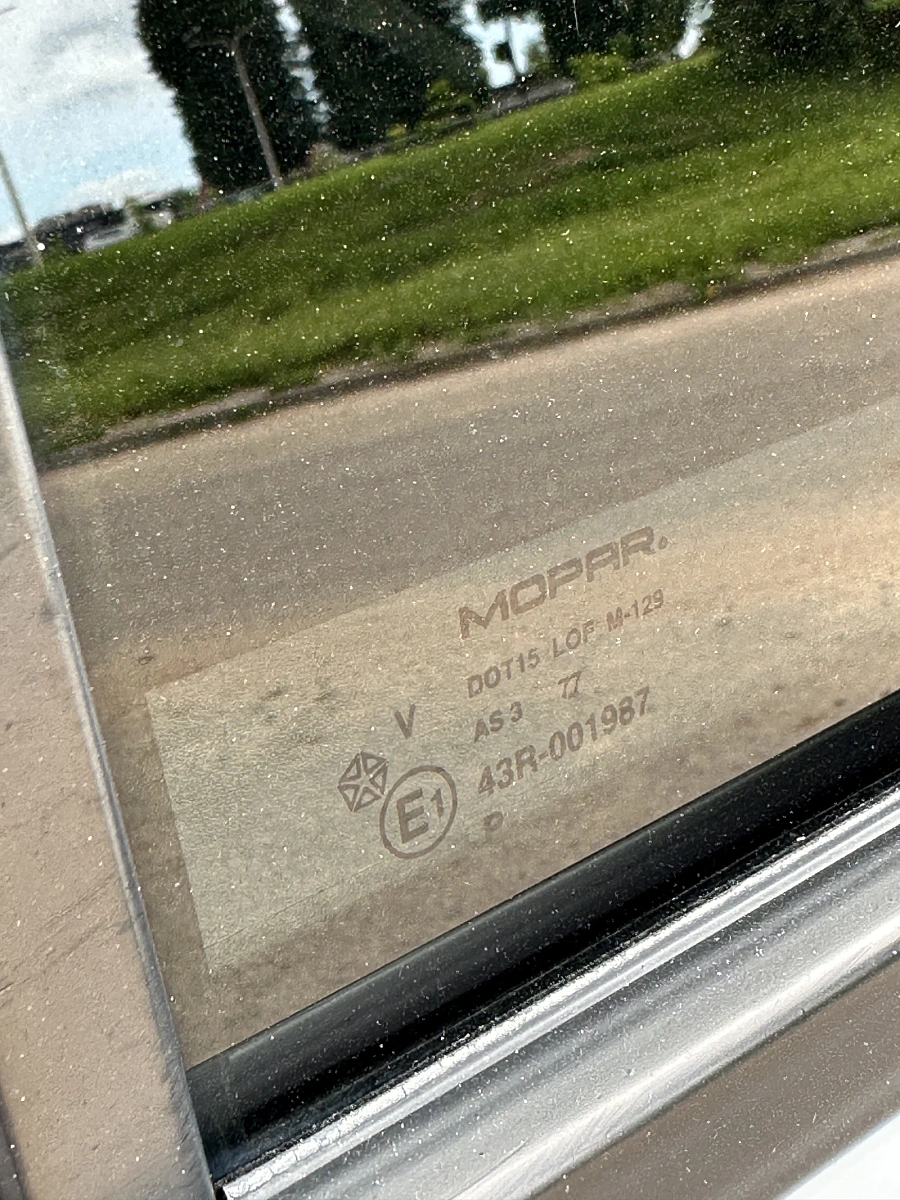 MOPAR.
DOT15 LOF M-129
V AS3 77
E1 43R-001987
P